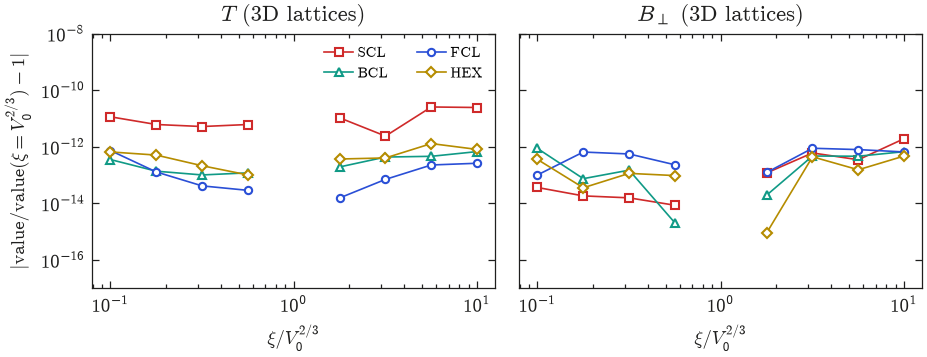 T (3D lattices)
B⊥ (3D lattices)
|value/value(ξ = V₀^{2/3}) − 1|
10⁻⁸
10⁻¹⁰
10⁻¹²
10⁻¹⁴
10⁻¹⁶
SCL
BCL
FCL
HEX
10⁻¹
10⁰
10¹
10⁻¹
10⁰
10¹
ξ/V₀^{2/3}
ξ/V₀^{2/3}